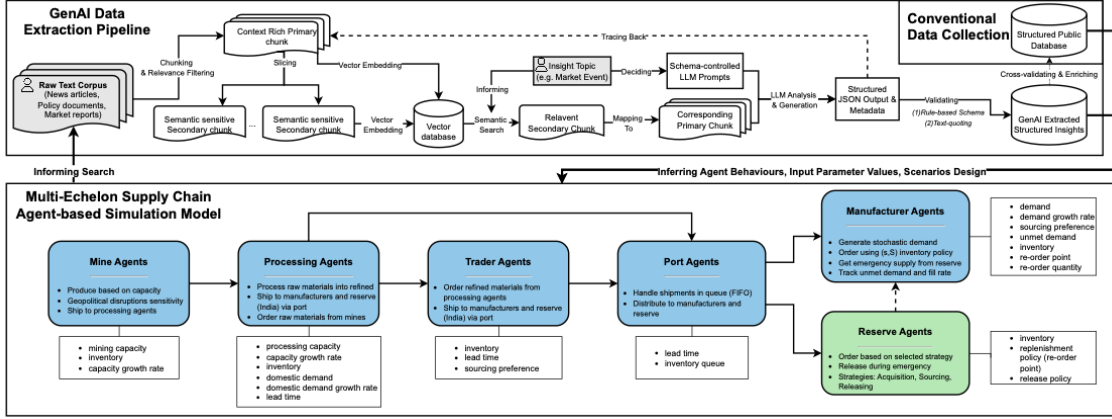 GenAI Data
Extraction Pipeline
Raw Text Corpus
(News articles,
Policy documents,
Market reports)
Chunking
& Relevance Filtering
Context Rich Primary
chunk
Slicing
Semantic sensitive
Secondary chunk
...
Semantic sensitive
Secondary chunk
Vector Embedding
Vector
Embedding
Vector
database
Tracing Back
Informing
Semantic
Search
Insight Topic
(e.g. Market Event)
Deciding
Schema-controlled
LLM Prompts
Relavent
Secondary Chunk
Mapping
To
Corresponding
Primary Chunk
LLM Analysis
& Generation
Structured
JSON Output &
Metadata
Validating
(1)Rule-based Schema
(2)Text-quoting
GenAI Extracted
Structured Insights
Cross-validating & Enriching
Structured Public
Database
Conventional
Data Collection
Informing Search
Inferring Agent Behaviours, Input Parameter Values, Scenarios Design
Multi-Echelon Supply Chain
Agent-based Simulation Model
Mine Agents
• Produce based on capacity
• Geopolitical disruptions sensitivity
• Ship to processing agents
• mining capacity
• inventory
• capacity growth rate
Processing Agents
• Process raw materials into refined
• Ship to manufacturers and reserve
(India) via port
• Order raw materials from mines
• processing capacity
• capacity growth rate
• inventory
• domestic demand
• domestic demand growth rate
• lead time
Trader Agents
• Order refined materials from
processing agents
• Ship to manufacturers and reserve
(India) via port
• inventory
• lead time
• sourcing preference
Port Agents
• Handle shipments in queue (FIFO)
• Distribute to manufacturers and
reserve
• lead time
• inventory queue
Manufacturer Agents
• Generate stochastic demand
• Order using (s,S) inventory policy
• Get emergency supply from reserve
• Track unmet demand and fill rate
• demand
• demand growth rate
• sourcing preference
• unmet demand
• inventory
• re-order point
• re-order quantity
Reserve Agents
• Order based on selected strategy
• Release during emergency
• Strategies: Acquisition, Sourcing,
Releasing
• inventory
• replenishment
policy (re-order
point)
• release policy